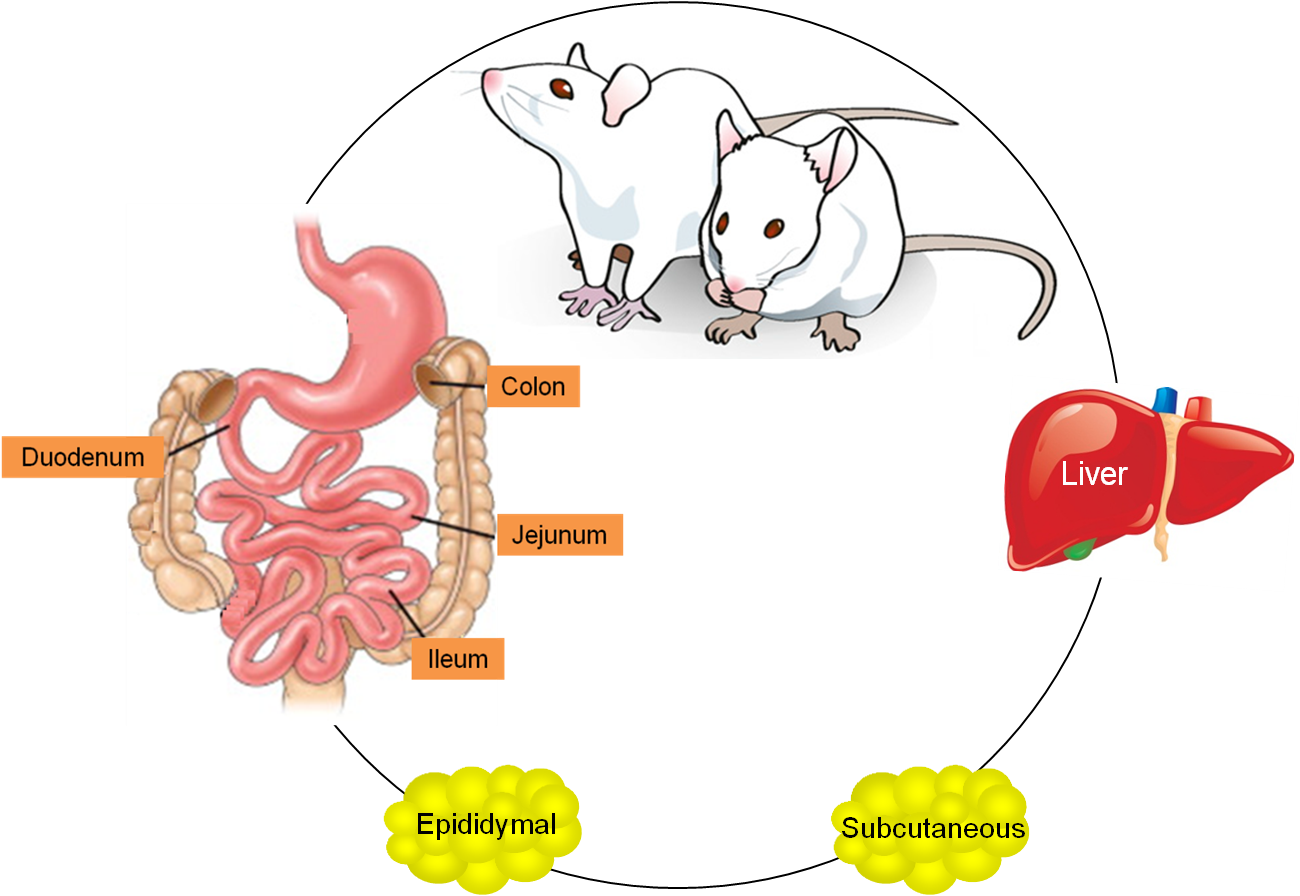 Colon
Duodenum
Liver
Jejunum
Ileum
Epididymal
Subcutaneous